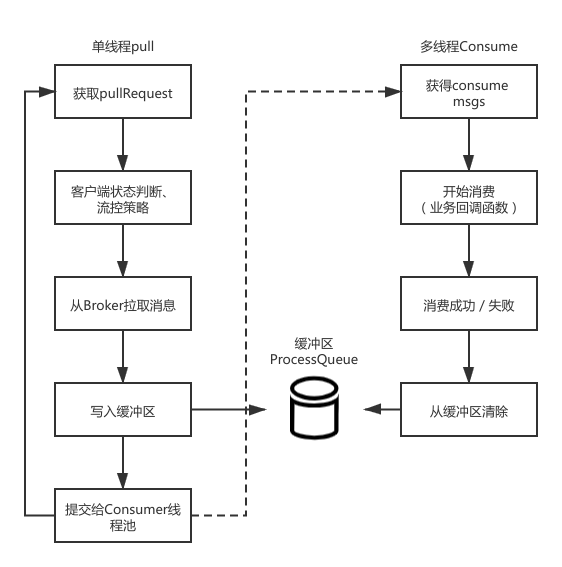 单线程pull
获取pullRequest
客户端状态判断、
流控策略
从Broker拉取消息
写入缓冲区
提交给Consumer线
程池
缓冲区
ProcessQueue
多线程Consume
获得consume
msgs
开始消费
（业务回调函数）
消费成功 / 失败
从缓冲区清除